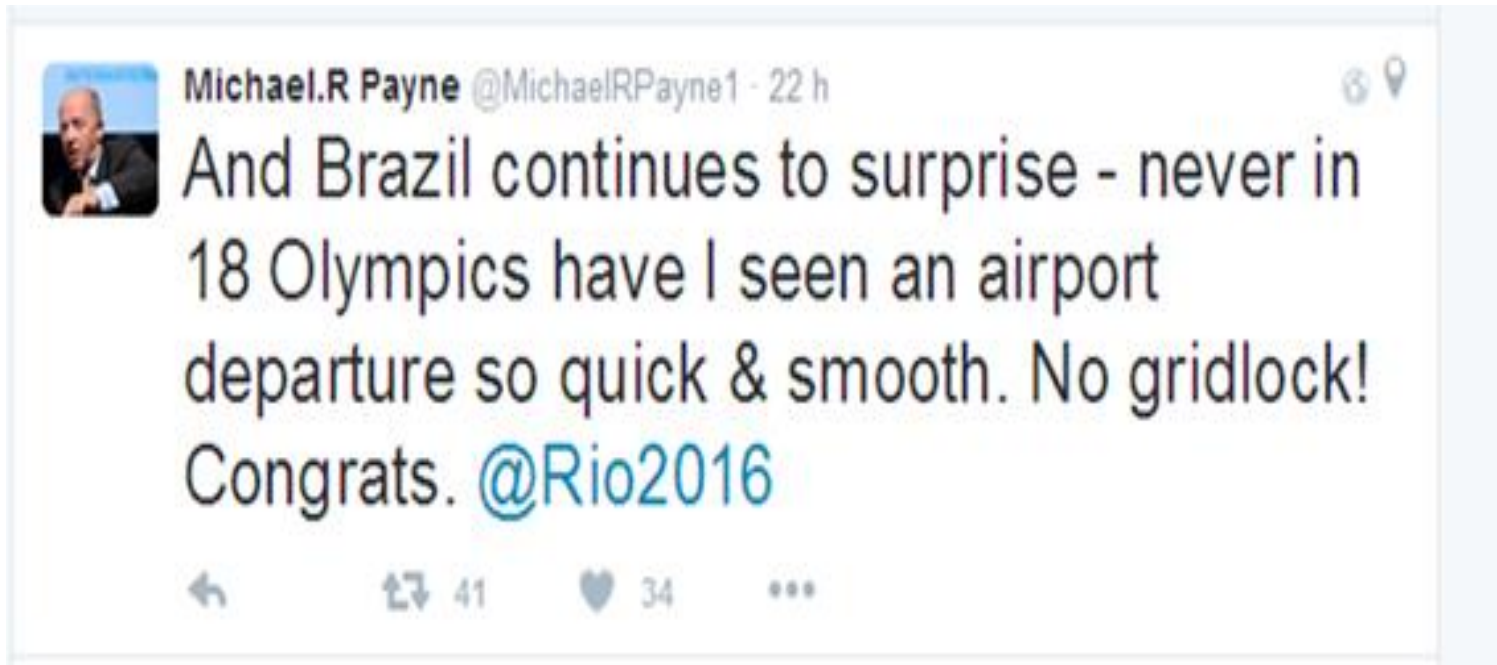 Michael.R Payne @MichaelRPayne1 · 22 h
And Brazil continues to surprise - never in
18 Olympics have I seen an airport
departure so quick & smooth. No gridlock!
Congrats. @Rio2016
41 34